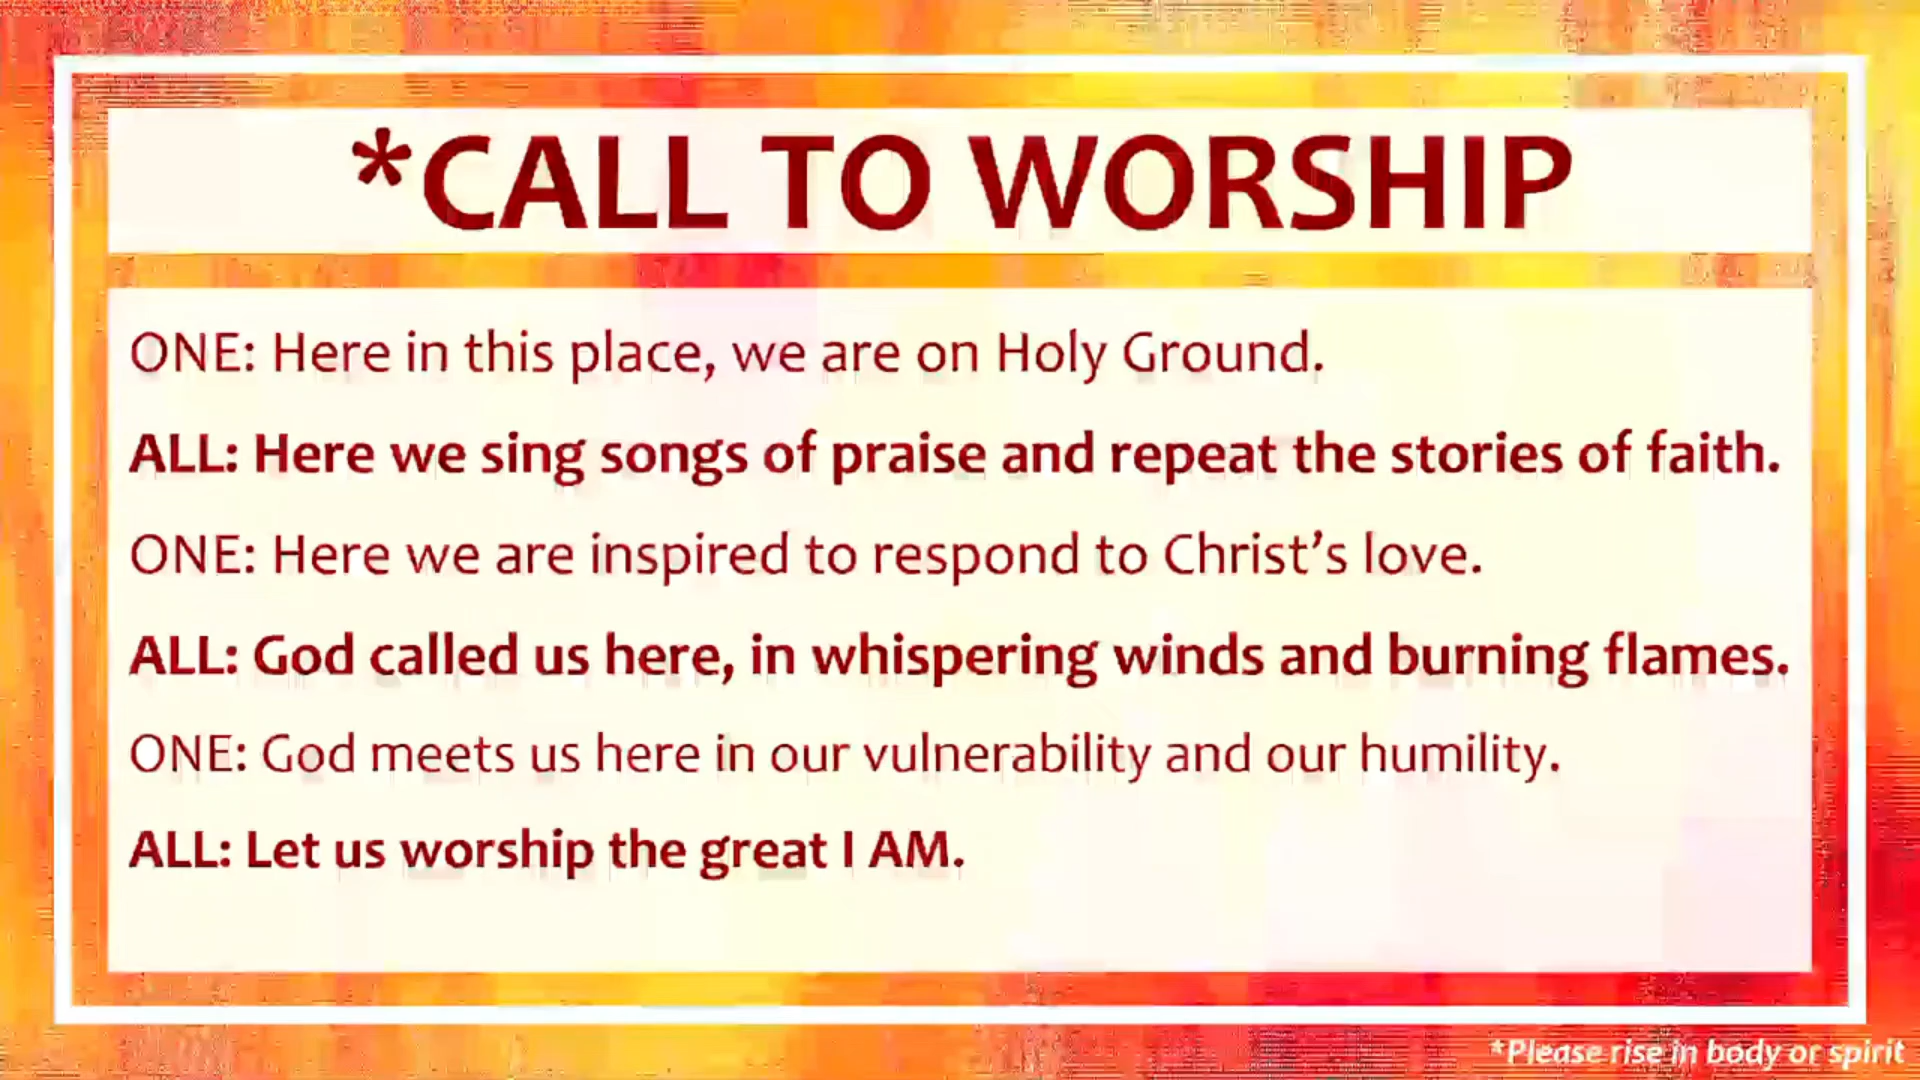 *CALL TO WORSHIP
ONE: Here in this place, we are on Holy Ground.
ALL: Here we sing songs of praise and repeat the stories of faith.
ONE: Here we are inspired to respond to Christ’s love.
ALL: God called us here, in whispering winds and burning flames.
ONE: God meets us here in our vulnerability and our humility.
ALL: Let us worship the great I AM.
*Please rise in body or spirit